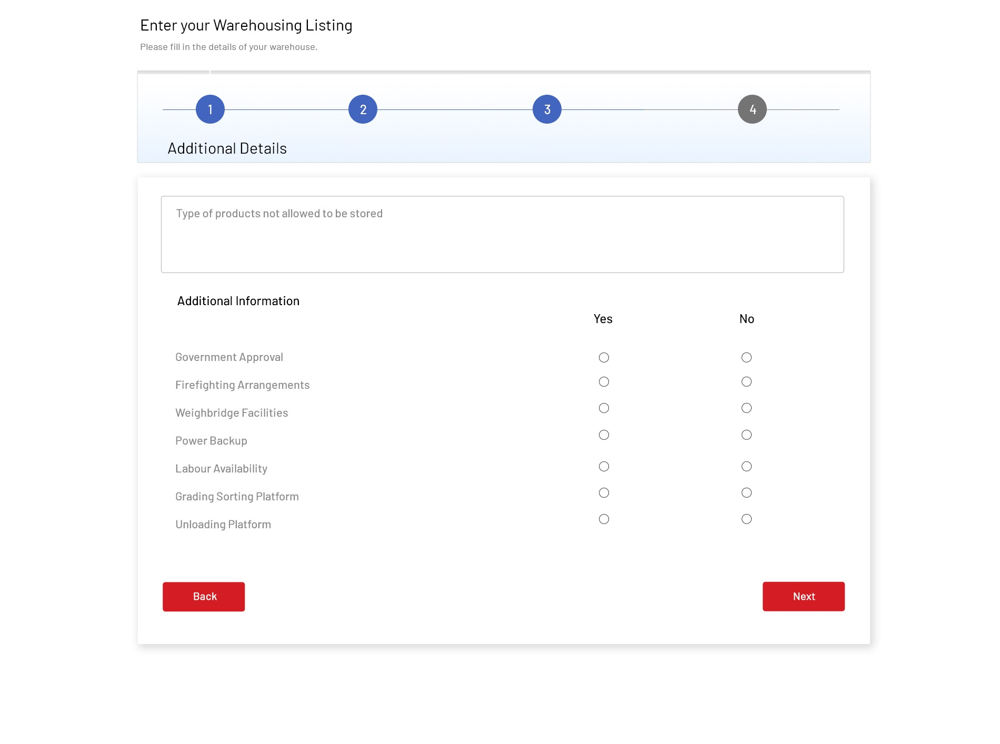 Enter your Warehousing Listing
Please fill in the details of your warehouse.
1 2 3 4
Additional Details
Type of products not allowed to be stored
Additional Information
Yes No
Government Approval
Firefighting Arrangements
Weighbridge Facilities
Power Backup
Labour Availability
Grading Sorting Platform
Unloading Platform
Back Next